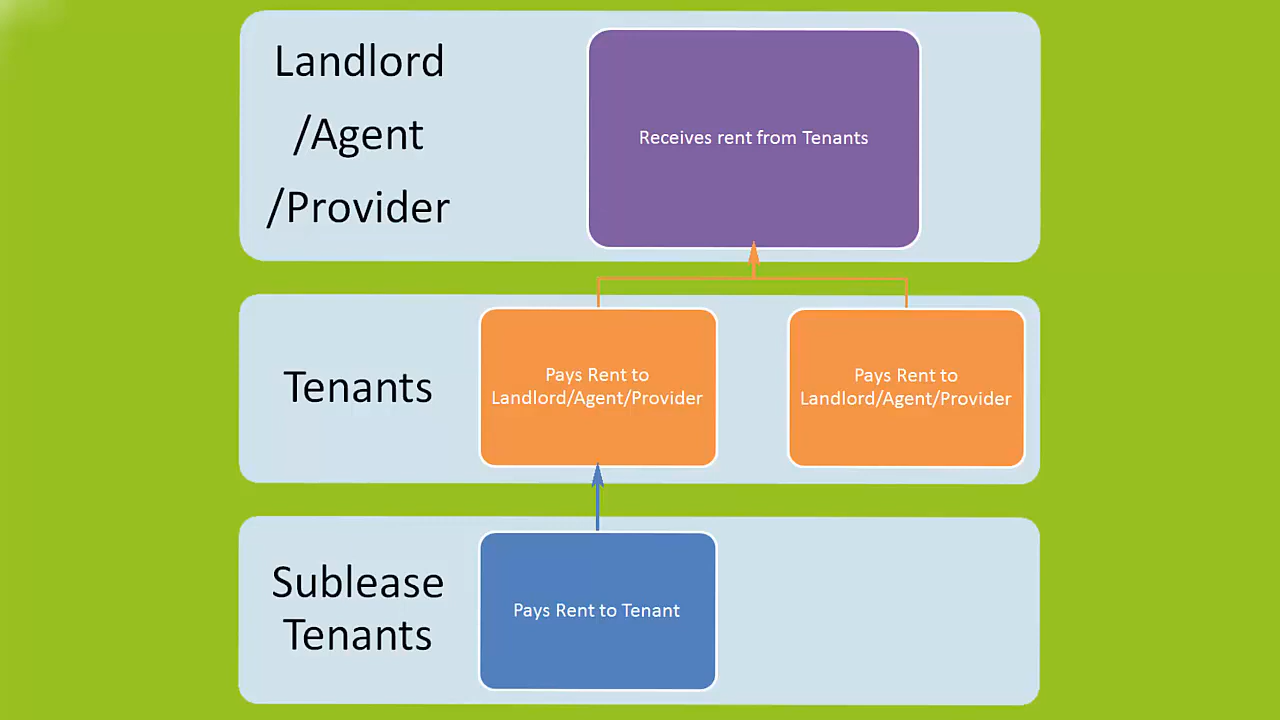 Landlord
/Agent
/Provider
Receives rent from Tenants
Tenants
Pays Rent to
Landlord/Agent/Provider
Pays Rent to
Landlord/Agent/Provider
Sublease
Tenants
Pays Rent to Tenant